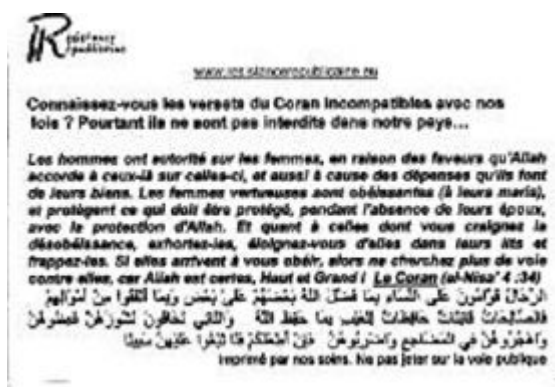 Résistance
républicaine
www.resistancerepublicaine.eu
Connaissez-vous les versets du Coran incompatibles avec nos
lois ? Pourtant ils ne sont pas interdits dans notre pays...
Les hommes ont autorité sur les femmes, en raison des faveurs qu'Allah
accorde à ceux-là sur celles-ci, et aussi à cause des dépenses qu'ils font
de leurs biens. Les femmes vertueuses sont obéissantes (à leurs maris),
et protègent ce qui doit être protégé, pendant l'absence de leurs époux,
avec la protection d'Allah. Et quant à celles dont vous craignez la
désobéissance, exhortez-les, éloignez-vous d'elles dans leurs lits et
frappez-les. Si elles arrivent à vous obéir, alors ne cherchez plus de voie
contre elles, car Allah est certes, Haut et Grand ! Le Coran (al-Nisa' 4 :34)
الرِّجَالُ قَوَّامُونَ عَلَى النِّسَاءِ بِمَا فَضَّلَ اللَّهُ بَعْضَهُمْ عَلَىٰ بَعْضٍ وَبِمَا أَنْفَقُوا مِنْ أَمْوَالِهِمْ
فَالصَّالِحَاتُ قَانِتَاتٌ حَافِظَاتٌ لِلْغَيْبِ بِمَا حَفِظَ اللَّهُ وَاللَّاتِي تَخَافُونَ نُشُوزَهُنَّ فَعِظُوهُنَّ
وَاهْجُرُوهُنَّ فِي الْمَضَاجِعِ وَاضْرِبُوهُنَّ فَإِنْ أَطَعْنَكُمْ فَلَا تَبْغُوا عَلَيْهِنَّ سَبِيلًا
Imprimé par nos soins. Ne pas jeter sur la voie publique